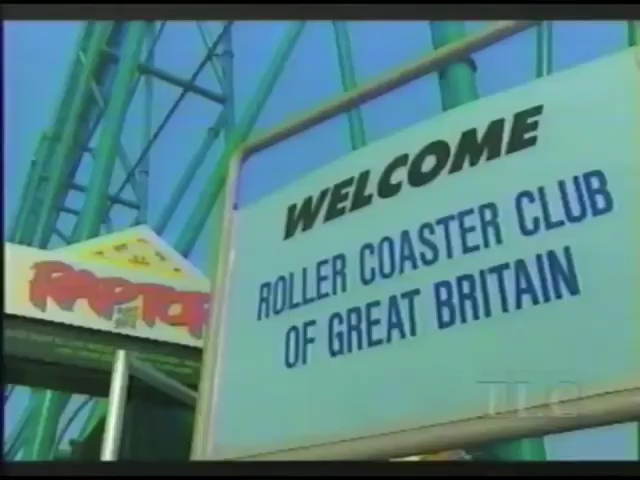 WELCOME
ROLLER COASTER CLUB
OF GREAT BRITAIN
RAPTOR
TLC